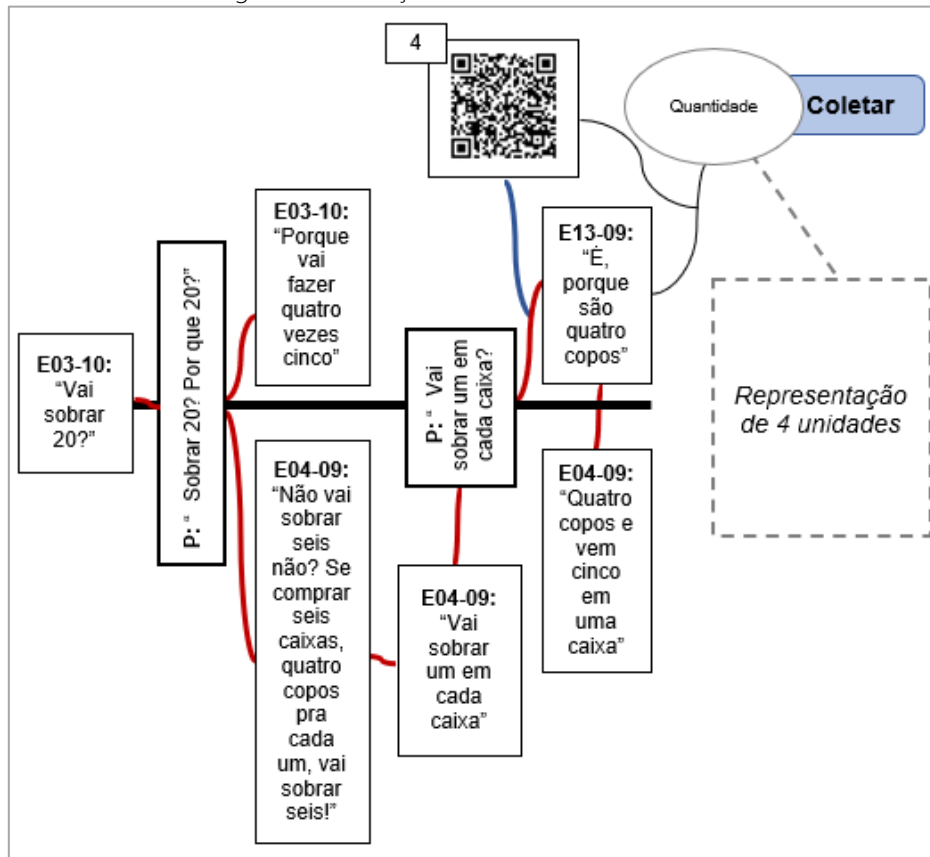 4
Quantidade
Coletar
E03-10:
“Porque
vai
fazer
quatro
vezes
cinco”
E13-09:
“É,
porque
são
quatro
copos”
E03-10:
“Vai
sobrar
20?”
P: “ Sobrar 20? Por que 20?”
P: “ Vai
sobrar um em
cada caixa?
Representação
de 4 unidades
E04-09:
“Não vai
sobrar
seis
não? Se
comprar
seis
caixas,
quatro
copos
pra
cada
um, vai
sobrar
seis!”
E04-09:
“Vai
sobrar
um em
cada
caixa”
E04-09:
“Quatro
copos e
vem
cinco
em
uma
caixa”